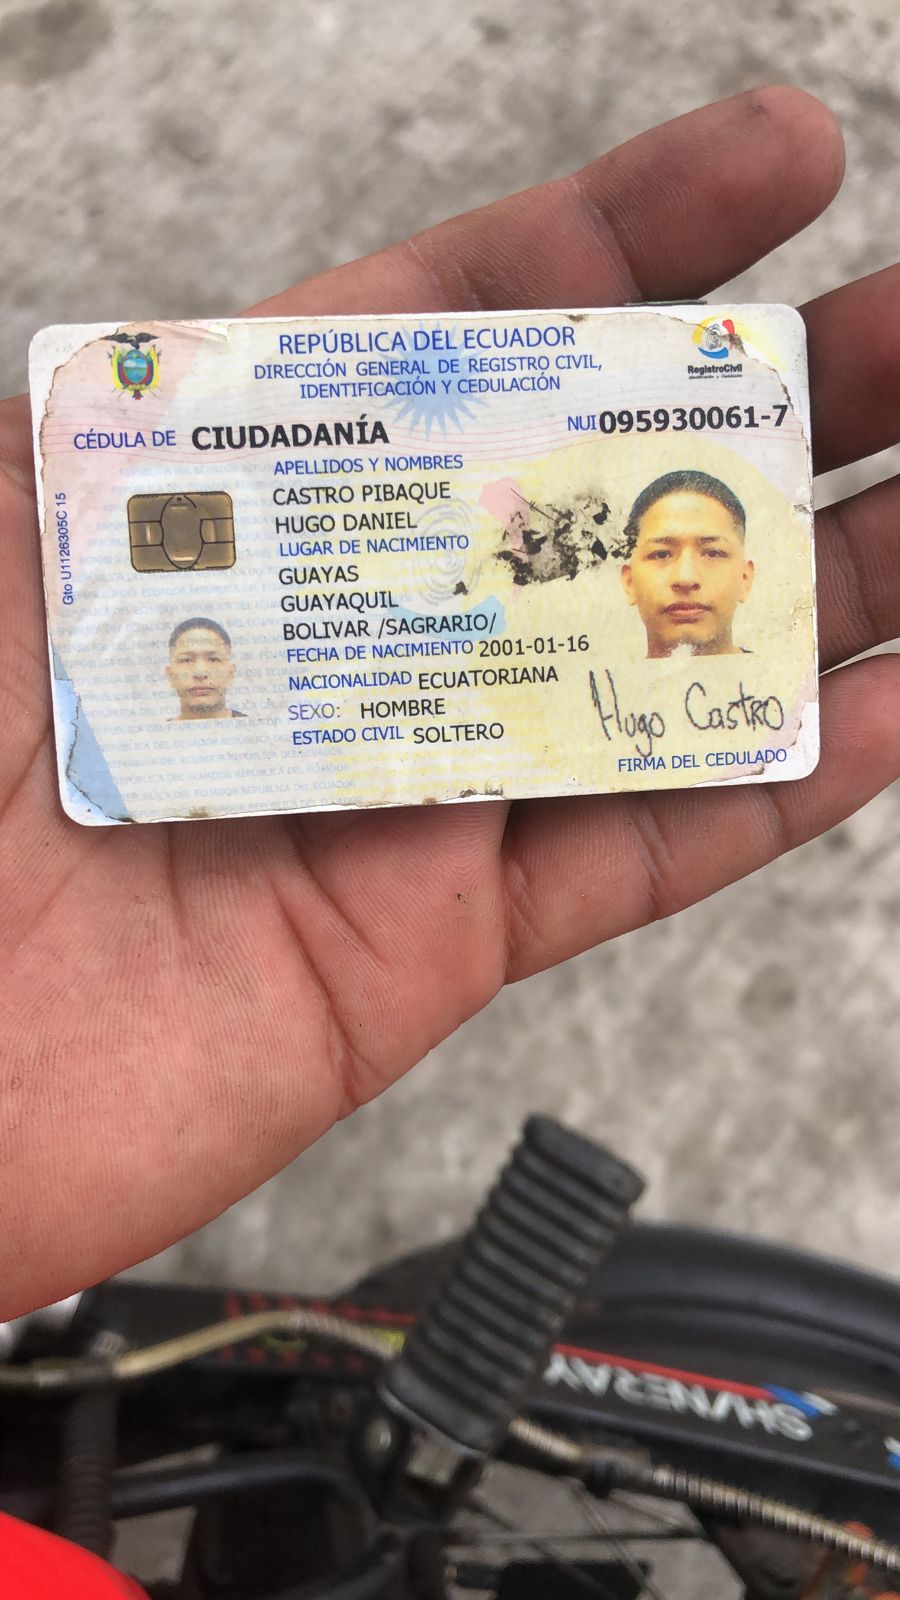 REPÚBLICA DEL ECUADOR
DIRECCIÓN GENERAL DE REGISTRO CIVIL,
IDENTIFICACIÓN Y CEDULACIÓN
RegistroCivil
CÉDULA DE CIUDADANÍA
NUI 095930061-7
APELLIDOS Y NOMBRES
CASTRO PIBAQUE
HUGO DANIEL
LUGAR DE NACIMIENTO
GUAYAS
GUAYAQUIL
BOLIVAR /SAGRARIO/
FECHA DE NACIMIENTO 2001-01-16
NACIONALIDAD ECUATORIANA
SEXO: HOMBRE
ESTADO CIVIL SOLTERO
Hugo Castro
FIRMA DEL CEDULADO
Gto U1126305C 15
SHINERAY